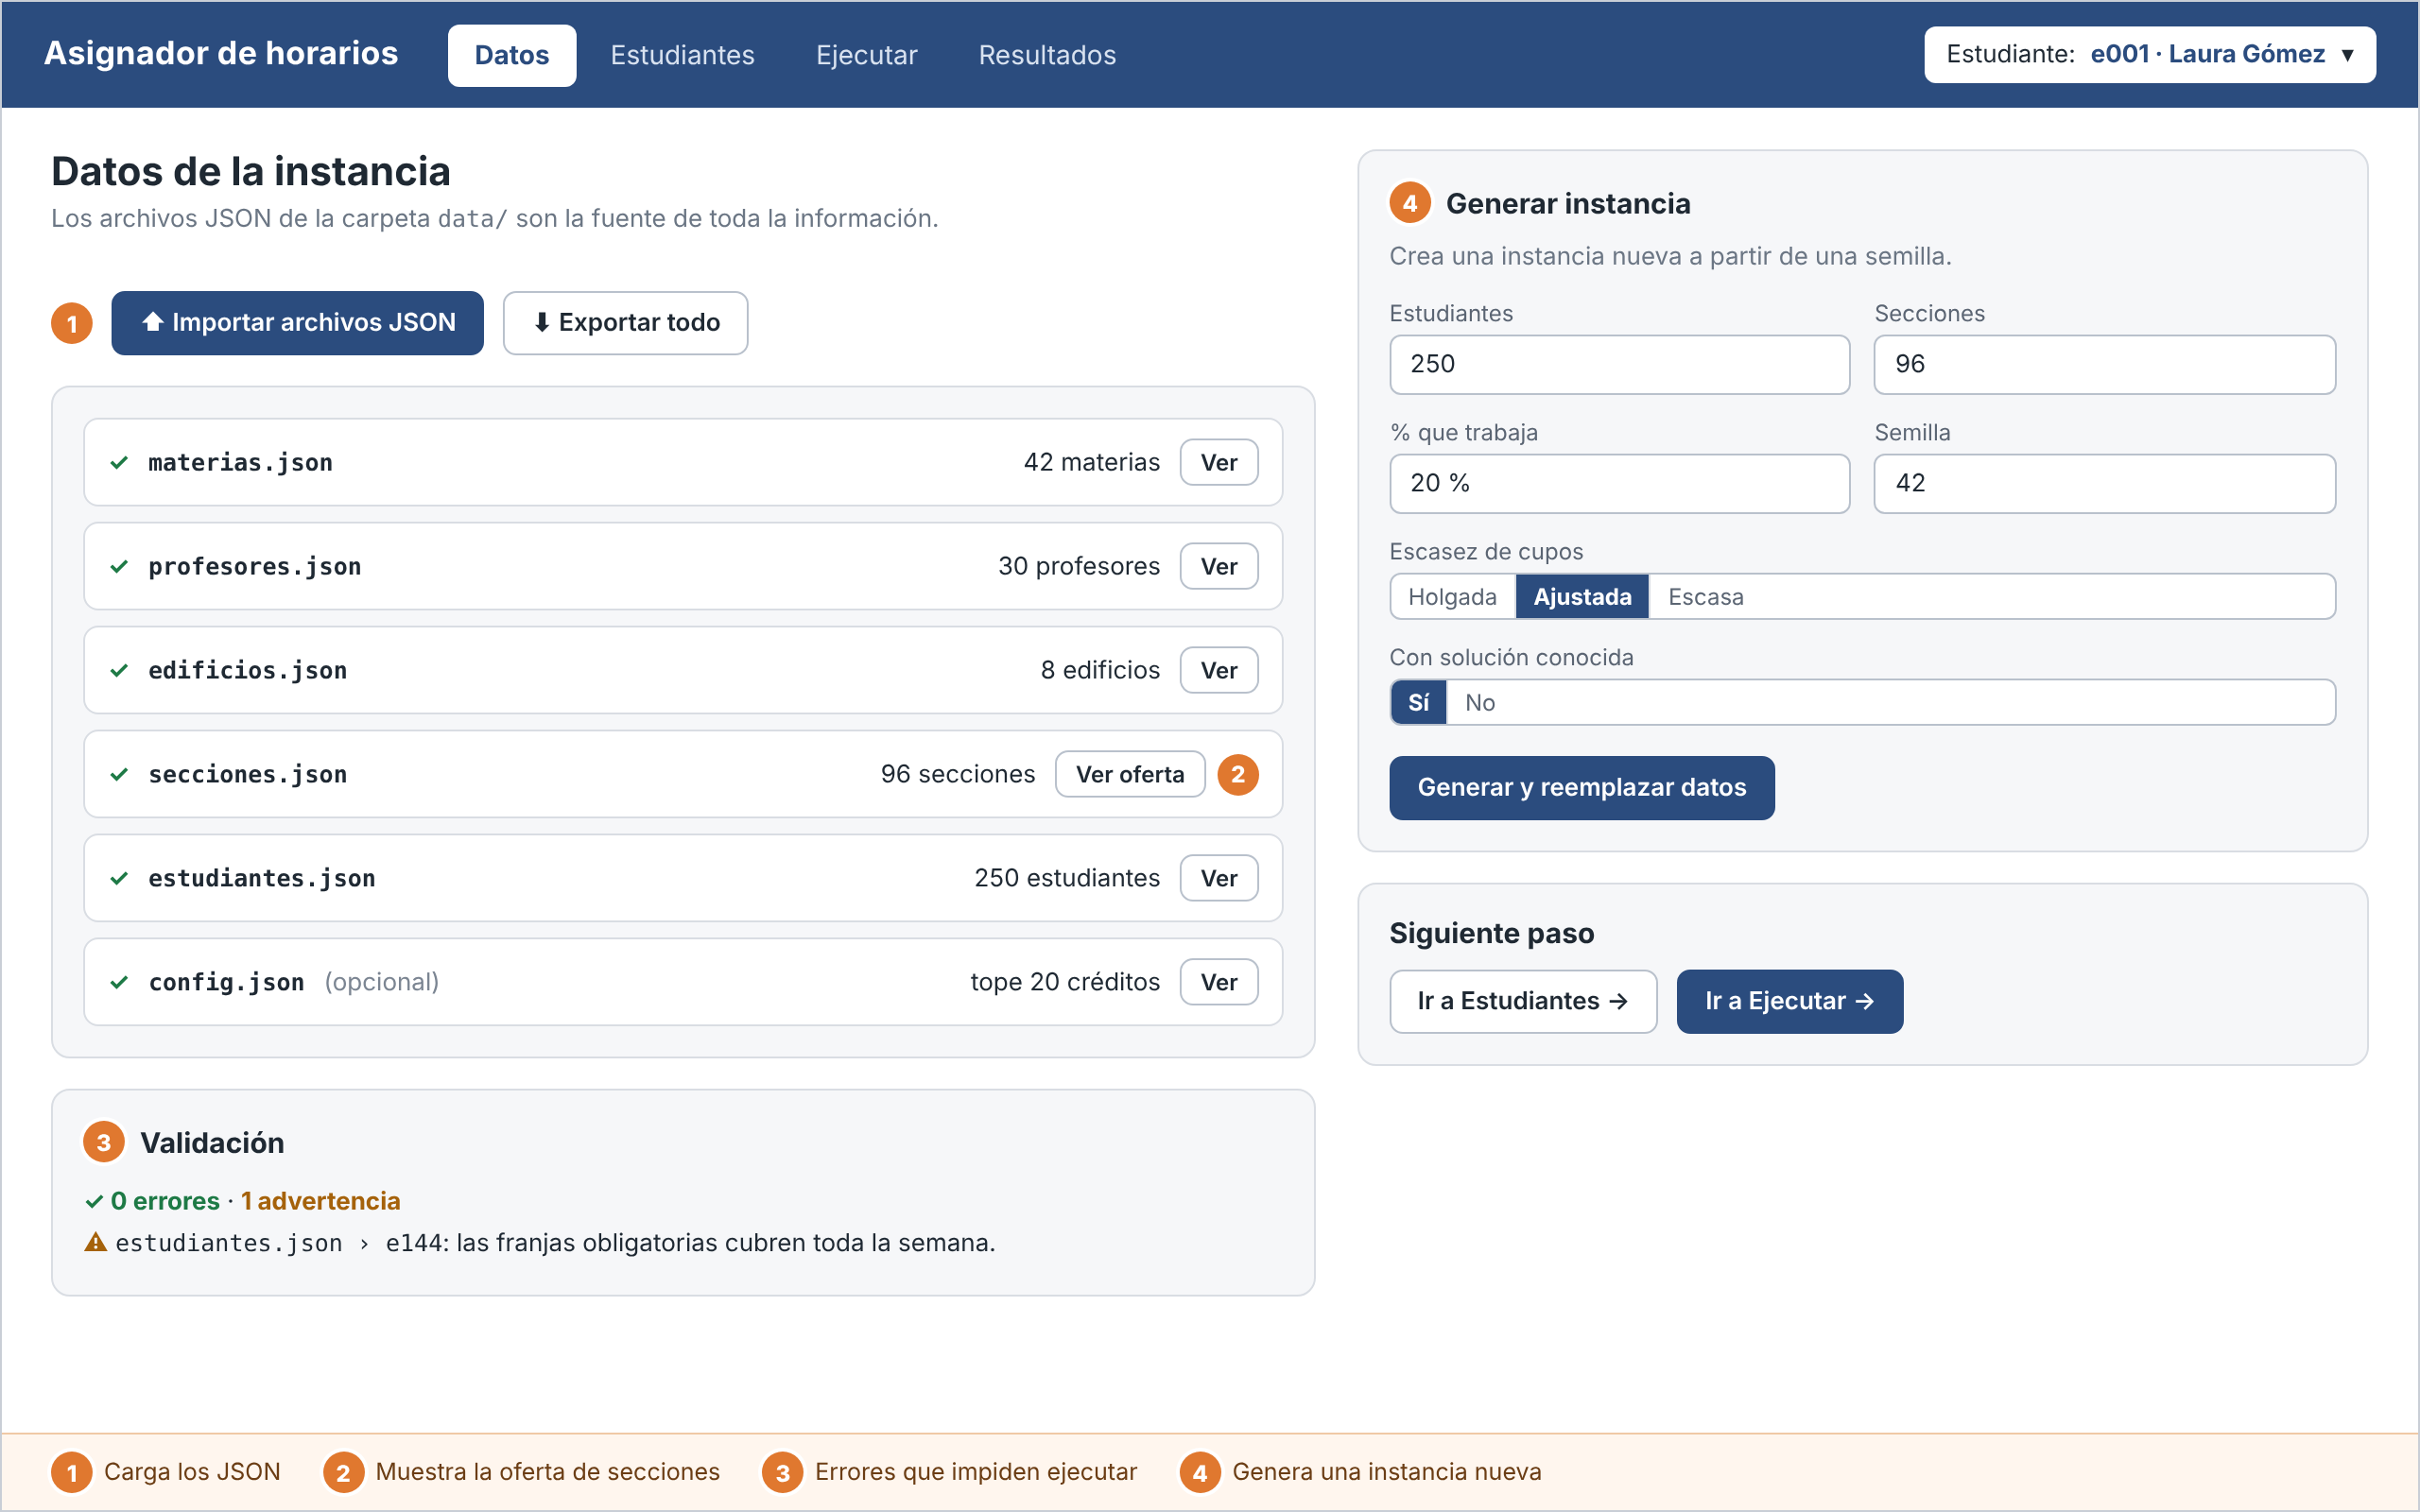 Asignador de horarios
Datos
Estudiantes
Ejecutar
Resultados
Estudiante: e001 · Laura Gómez ▼
Datos de la instancia
Los archivos JSON de la carpeta data/ son la fuente de toda la información.
1
⬆ Importar archivos JSON
⬇ Exportar todo
✓ materias.json 42 materias Ver
✓ profesores.json 30 profesores Ver
✓ edificios.json 8 edificios Ver
✓ secciones.json 96 secciones Ver oferta 2
✓ estudiantes.json 250 estudiantes Ver
✓ config.json (opcional) tope 20 créditos Ver
3 Validación
✓ 0 errores · 1 advertencia
⚠ estudiantes.json › e144: las franjas obligatorias cubren toda la semana.
4 Generar instancia
Crea una instancia nueva a partir de una semilla.
Estudiantes
250
Secciones
96
% que trabaja
20 %
Semilla
42
Escasez de cupos
Holgada Ajustada Escasa
Con solución conocida
Sí No
Generar y reemplazar datos
Siguiente paso
Ir a Estudiantes →
Ir a Ejecutar →
1 Carga los JSON
2 Muestra la oferta de secciones
3 Errores que impiden ejecutar
4 Genera una instancia nueva